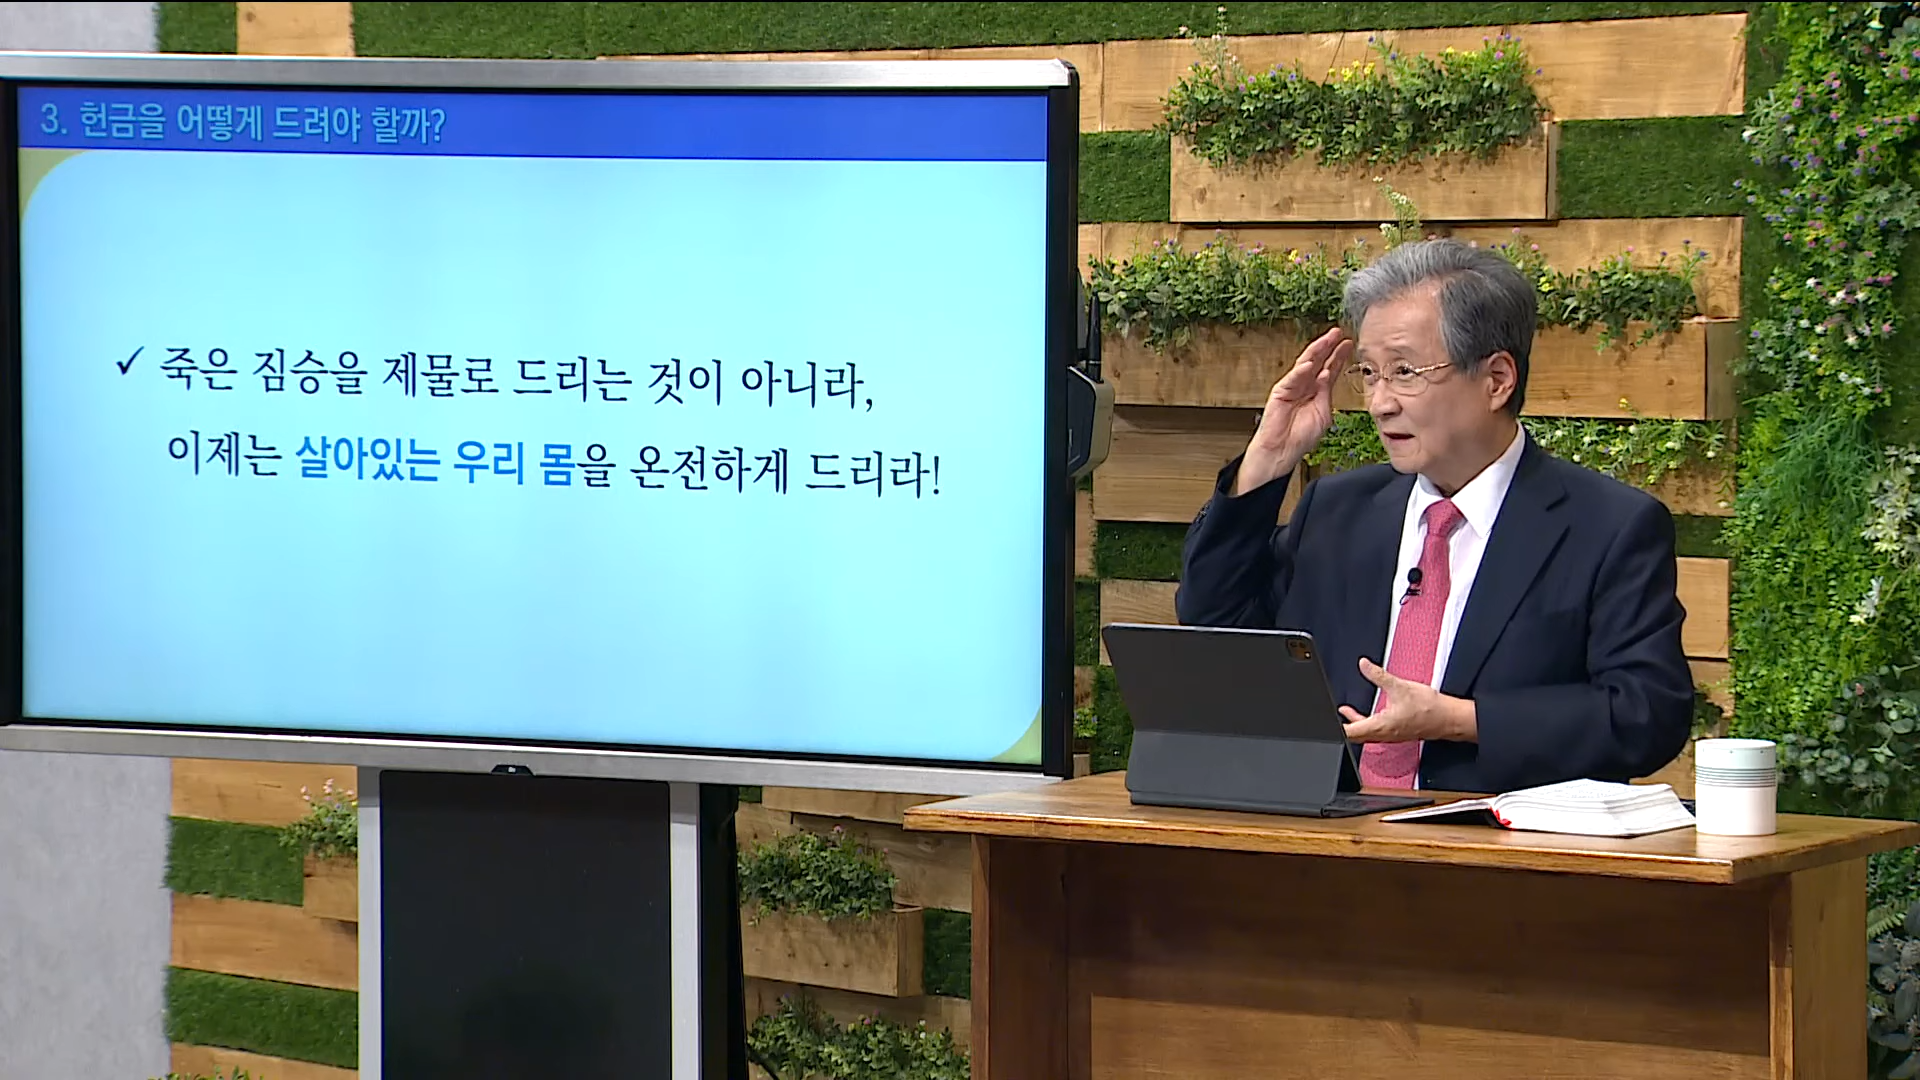 3. 헌금을 어떻게 드려야 할까?
✓ 죽은 짐승을 제물로 드리는 것이 아니라,
이제는 살아있는 우리 몸을 온전하게 드리라!